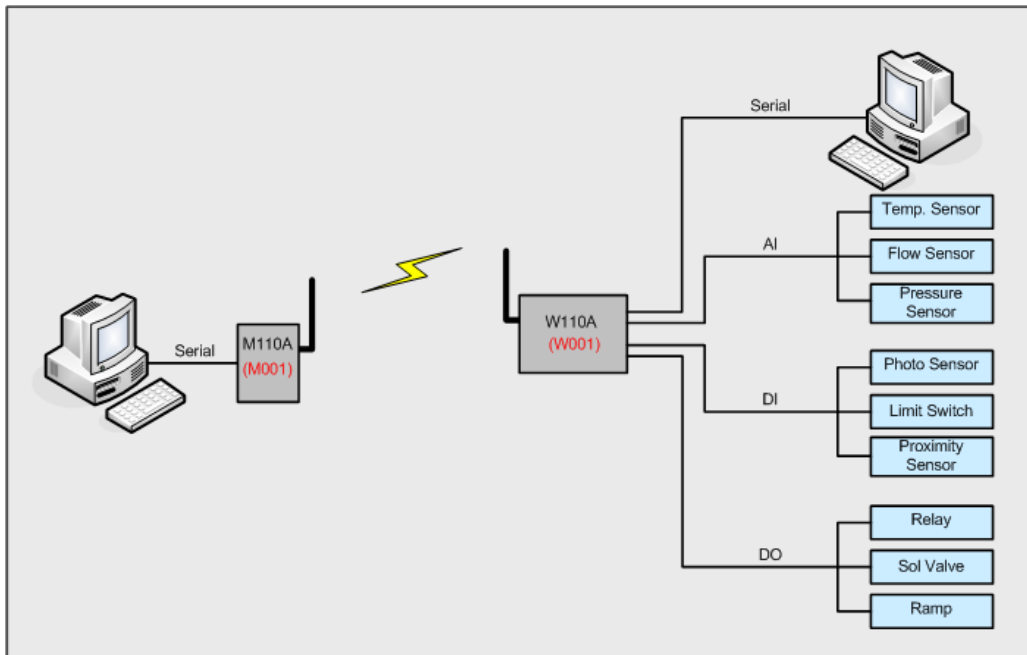 Serial
Temp. Sensor
AI
Flow Sensor
Pressure
Sensor
W110A
(W001)
M110A
(M001)
Serial
Photo Sensor
DI
Limit Switch
Proximity
Sensor
Relay
DO
Sol Valve
Ramp